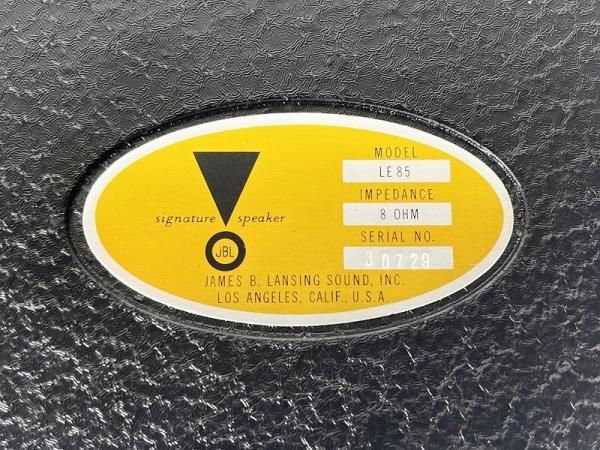 MODEL
LE85
IMPEDANCE
8 OHM
SERIAL NO.
30729
signature speaker
JBL
JAMES B. LANSING SOUND, INC.
LOS ANGELES, CALIF., U.S.A.